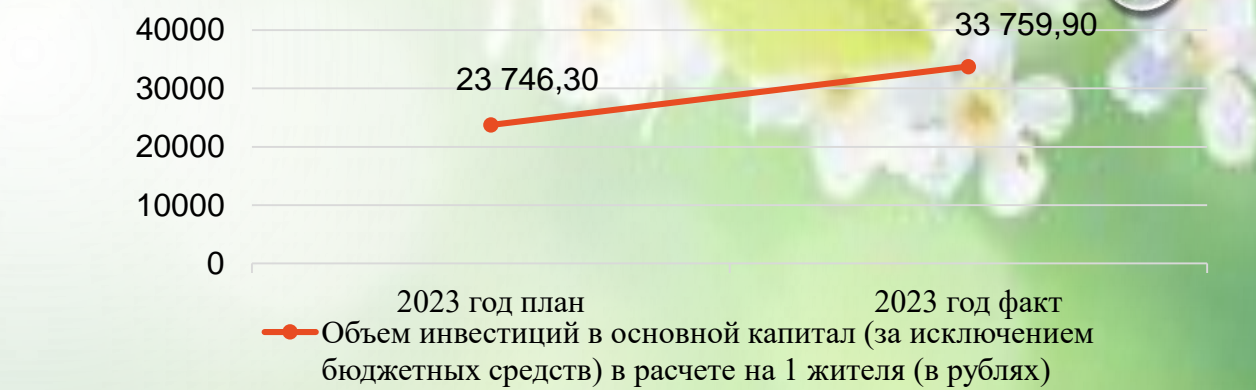 40000
33 759,90
23 746,30
30000
20000
10000
0
2023 год план
2023 год факт
Объем инвестиций в основной капитал (за исключением
бюджетных средств) в расчете на 1 жителя (в рублях)